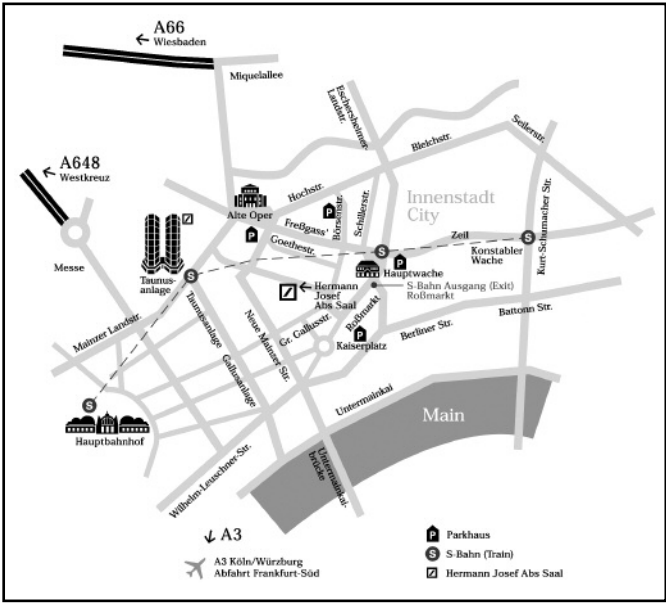 A66
Wiesbaden
Miquelallee
Eschersheimer-
Landstr.
Bleichstr.
Seilerstr.
A648
Westkreuz
Hochstr.
Innenstadt
City
Alte Oper
Börsenstr.
Schillerstr.
Kurt-Schumacher Str.
Freßgass'
Goethestr.
Zeil
Konstabler
Wache
Messe
Taunus-
anlage
Hauptwache
Hermann
Josef
Abs Saal
S-Bahn Ausgang (Exit)
Roßmarkt
Battonn Str.
Mainzer Landstr.
Taunusanlage
Gallusanlage
Neue Mainzer Str.
Gr. Gallusstr.
Roßmarkt
Berliner Str.
Kaiserplatz
S
S
S
S
P
P
P
P
Hauptbahnhof
Untermainkai
Main
Wilhelm-Leuschner-Str.
Untermainkai-
brücke
A3
A3 Köln/Würzburg
Abfahrt Frankfurt-Süd
P Parkhaus
S S-Bahn (Train)
Hermann Josef Abs Saal